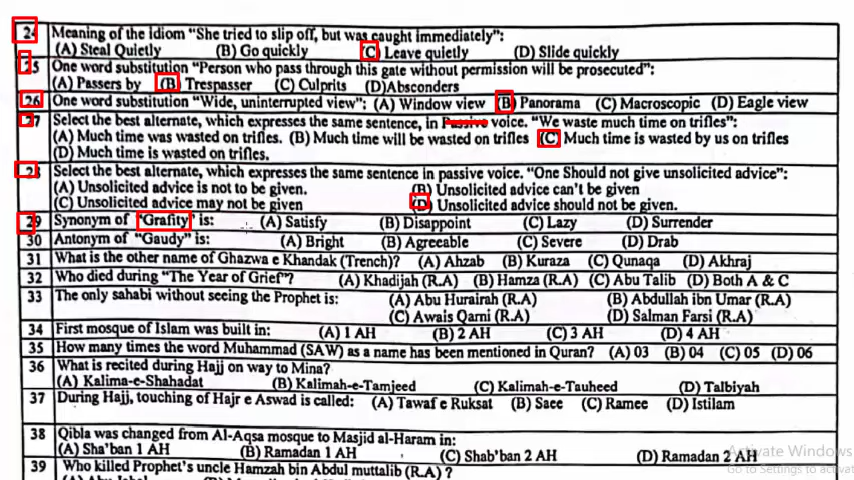 24 Meaning of the idiom "She tried to slip off, but was caught immediately":
(A) Steal Quietly (B) Go quickly (C) Leave quietly (D) Slide quickly
25 One word substitution "Person who pass through this gate without permission will be prosecuted":
(A) Passers by (B) Trespasser (C) Culprits (D)Absconders
26 One word substitution "Wide, uninterrupted view": (A) Window view (B) Panorama (C) Macroscopic (D) Eagle view
27 Select the best alternate, which expresses the same sentence, in Passive voice. "We waste much time on trifles":
(A) Much time was wasted on trifles. (B) Much time will be wasted on trifles (C) Much time is wasted by us on trifles
(D) Much time is wasted on trifles.
28 Select the best alternate, which expresses the same sentence in passive voice. "One Should not give unsolicited advice":
(A) Unsolicited advice is not to be given. (B) Unsolicited advice can't be given
(C) Unsolicited advice may not be given (D) Unsolicited advice should not be given.
29 Synonym of "Grafity" is: (A) Satisfy (B) Disappoint (C) Lazy (D) Surrender
30 Antonym of "Gaudy" is: (A) Bright (B) Agreeable (C) Severe (D) Drab
31 What is the other name of Ghazwa e Khandak (Trench)? (A) Ahzab (B) Kuraza (C) Qunaqa (D) Akhraj
32 Who died during "The Year of Grief"? (A) Khadijah (R.A) (B) Hamza (R.A) (C) Abu Talib (D) Both A & C
33 The only sahabi without seeing the Prophet is: (A) Abu Hurairah (R.A) (B) Abdullah ibn Umar (R.A)
(C) Awais Qarni (R.A) (D) Salman Farsi (R.A)
34 First mosque of Islam was built in: (A) 1 AH (B) 2 AH (C) 3 AH (D) 4 AH
35 How many times the word Muhammad (SAW) as a name has been mentioned in Quran? (A) 03 (B) 04 (C) 05 (D) 06
36 What is recited during Hajj on way to Mina?
(A) Kalima-e-Shahadat (B) Kalimah-e-Tamjeed (C) Kalimah-e-Tauheed (D) Talbiyah
37 During Hajj, touching of Hajr e Aswad is called: (A) Tawaf e Ruksat (B) Saee (C) Ramee (D) Istilam
38 Qibla was changed from Al-Aqsa mosque to Masjid al-Haram in:
(A) Sha'ban 1 AH (B) Ramadan 1 AH (C) Shab'ban 2 AH (D) Ramadan 2 AH
Activate Windows
Go to Settings to activat
39 Who killed Prophet's uncle Hamzah bin Abdul muttalib (R.A) ?